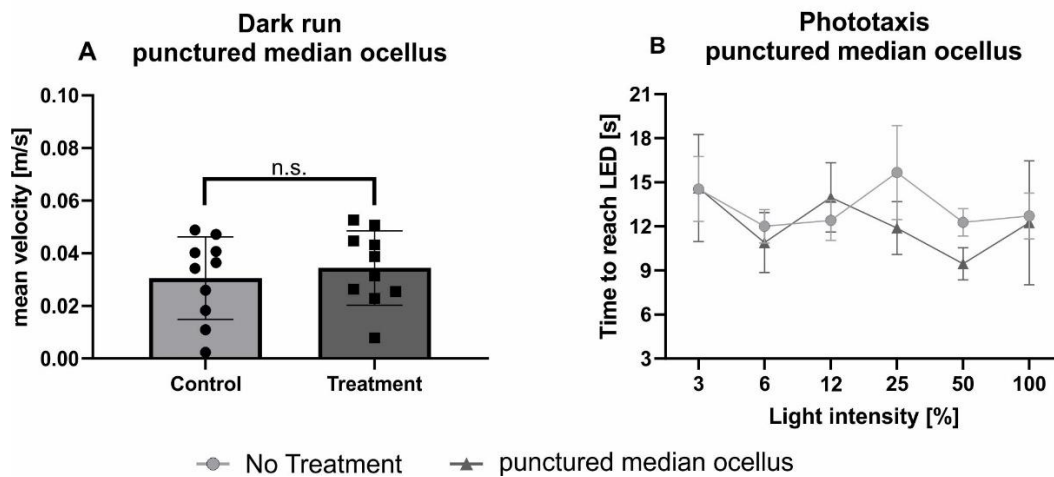 Dark run
A punctured median ocellus
mean velocity [m/s]
0.10
0.08
0.06
0.04
0.02
0.00
n.s.
Control Treatment
Phototaxis
B punctured median ocellus
Time to reach LED [s]
21
18
15
12
9
6
3
3 6 12 25 50 100
Light intensity [%]
No Treatment punctured median ocellus